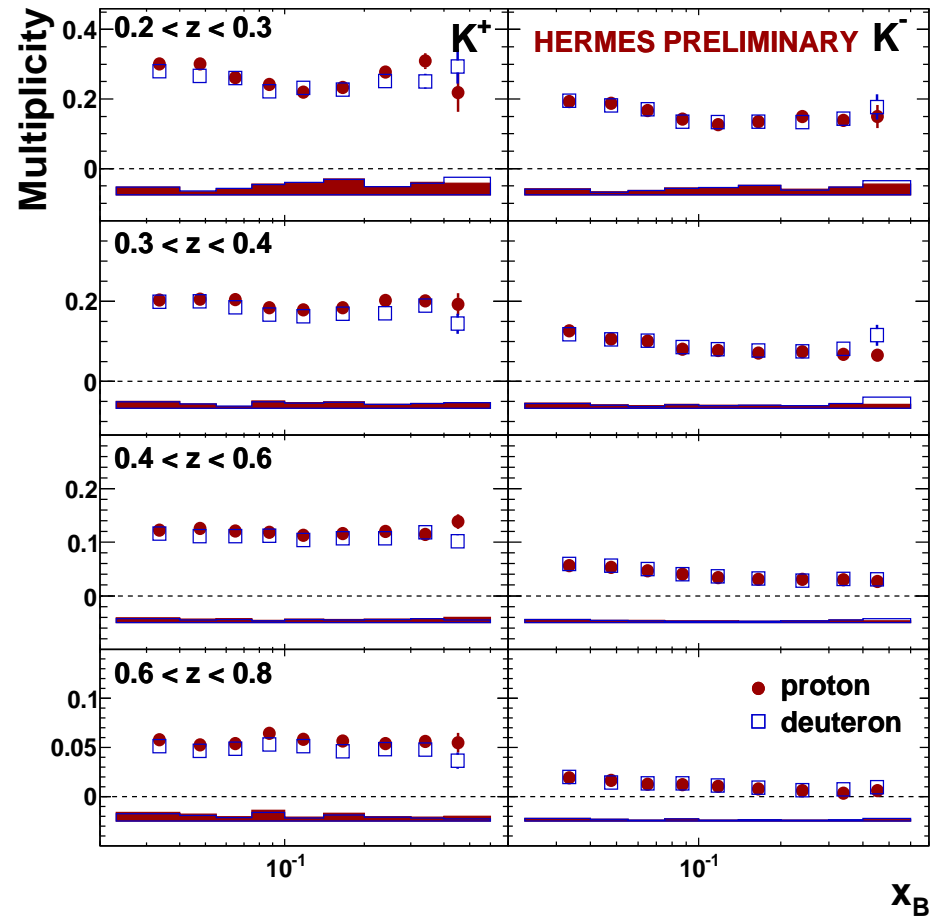 Multiplicity
0.2 < z < 0.3
K+
HERMES PRELIMINARY K-
0.4
0.2
0
0.3 < z < 0.4
0.2
0
0.4 < z < 0.6
0.2
0.1
0
0.6 < z < 0.8
0.1
0.05
0
proton
deuteron
10-1
10-1
xB